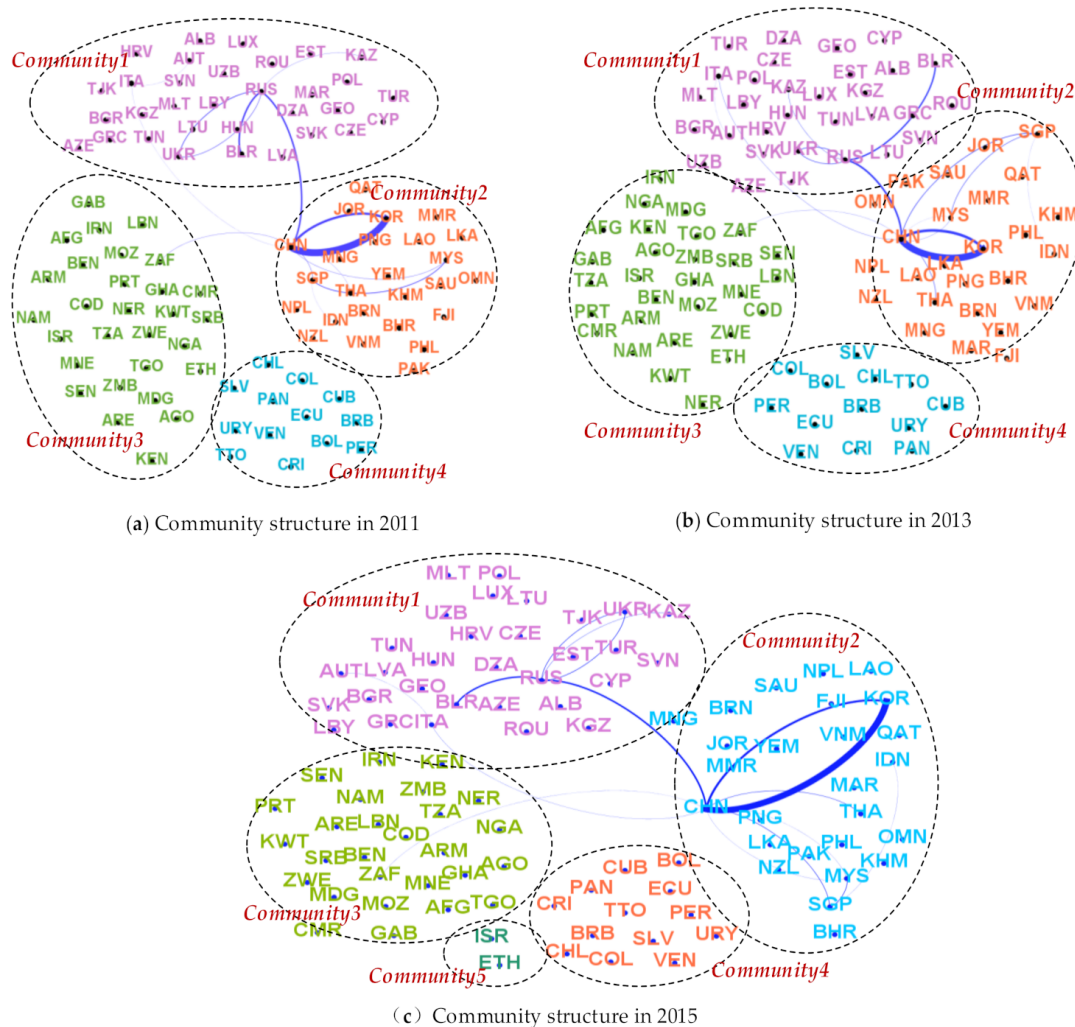 Community1
HRV ALB LUX EST KAZ
AUT ROU
TJK ITA SVN UZB RUS POL
MAR TUR
BGR KGZ MLT LBY DZA GEO CYP
AZE GRC TUN LTU HUN SVK CZE
UKR BLR LVA
Community2
QAT
JOR KOR MMR
CHN PNG LAO LKA
MNG MYS
SGP YEM SAU OMN
THA KHM
NPL IDN BRN BHR FJI
NZL VNM PHL
PAK
GAB
AFG IRN LBN
BEN MOZ ZAF
ARM PRT GHA CMR
COD NER KWT SRB
NAM ISR TZA ZWE NGA
MNE TGO ETH
SEN ZMB MDG
ARE AGO
Community3
KEN
CHL
SLV COL CUB
PAN ECU BRB
URY VEN BOL PER
TTO CRI
Community4
(a) Community structure in 2011
Community1
TUR DZA GEO CYP
ITA CZE EST ALB BLR
POL KAZ KGZ
MLT LBY LUX ROU
HUN TUN LVA GRC
BGR AUT HRV SVN
SVK UKR RUS LTU
UZB AZE TJK
Community2
SGP
JOR
PAK SAU QAT
OMN MMR
MYS KHM
CHN KOR PHL
NPL LKA IDN
LAO PNG BHR
NZL THA BRN VNM
MNG YEM
MAR FJI
IRN
NGA MDG
AFG KEN TGO ZAF
GAB AGO ZMB SRB SEN
TZA ISR GHA LBN
BEN MNE
PRT ARM MOZ COD
CMR ARE ZWE
NAM ETH
KWT
NER
Community3
SLV
COL BOL CHL TTO
PER BRB CUB
ECU URY
VEN CRI PAN
Community4
(b) Community structure in 2013
Community1
MLT POL
LUX LTU
UZB TJK UKR KAZ
HRV CZE
TUN EST TUR
AUT LVA HUN DZA RUS SVN
GEO CYP
SVK BGR BLR AZE ALB
LBY GRC ITA ROU KGZ
Community2
NPL LAO
SAU
BRN FJI KOR
MNG
JOR YEM VNM QAT
MMR IDN
MAR
CHN PNG THA
LKA PHL OMN
PAK KHM
NZL MYS
SGP
BHR
IRN KEN
SEN
NAM ZMB NER
PRT TZA
ARE LBN NGA
KWT COD
SRB BEN ARM AGO
ZWE ZAF MNE GHA
MDG MOZ AFG TGO
Community3
CMR GAB
ISR
ETH
Community5
CUB BOL
PAN ECU
CRI TTO PER
BRB SLV URY
CHL COL VEN
Community4
(c) Community structure in 2015